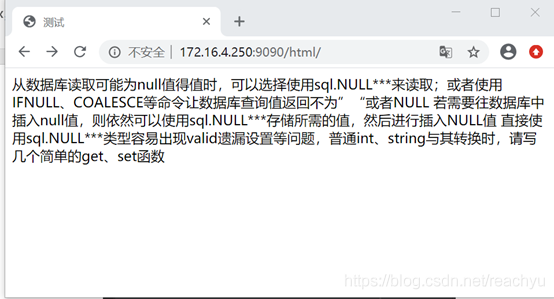 测试
不安全 | 172.16.4.250:9090/html/
从数据库读取可能为null值得值时，可以选择使用sql.NULL***来读取；或者使用
IFNULL、COALESCE等命令让数据库查询值返回不为”“或者NULL 若需要往数据库中
插入null值，则依然可以使用sql.NULL***存储所需的值，然后进行插入NULL值 直接使
用sql.NULL***类型容易出现valid遗漏设置等问题，普通int、string与其转换时，请写
几个简单的get、set函数
https://blog.csdn.net/reachyu